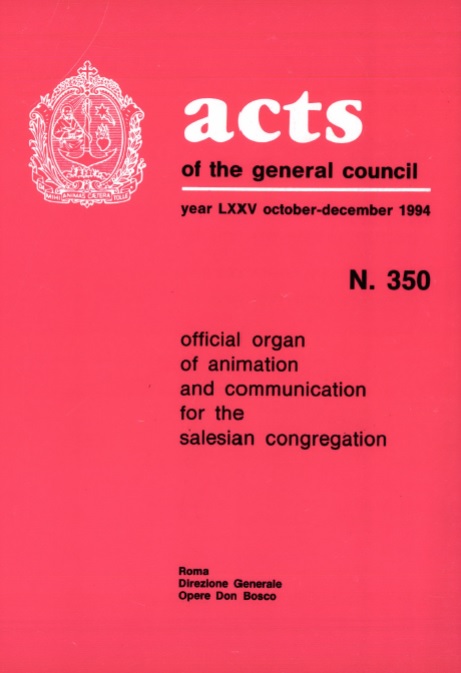 acts
of the general council
year LXXV october-december 1994
N. 350
official organ
of animation
and communication
for the
salesian congregation
Roma
Direzione Generale
Opere Don Bosco